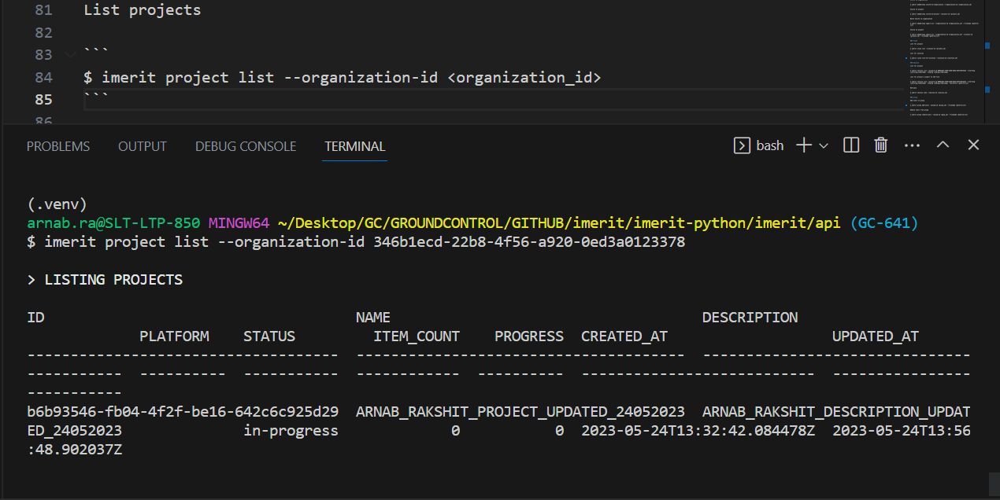 81 List projects
82
83 ```
84 $ imerit project list --organization-id <organization_id>
85 ```
86
PROBLEMS OUTPUT DEBUG CONSOLE TERMINAL bash
(.venv)
arnab.ra@SLT-LTP-850 MINGW64 ~/Desktop/GC/GROUNDCONTROL/GITHUB/imerit/imerit-python/imerit/api (GC-641)
$ imerit project list --organization-id 346b1ecd-22b8-4f56-a920-0ed3a0123378
> LISTING PROJECTS
ID NAME DESCRIPTION
PLATFORM STATUS ITEM_COUNT PROGRESS CREATED_AT UPDATED_AT
------------------------------------ -------------------------------------- -------------------------------
----------- ---------- ----------- ------------ ---------- --------------------------- ----------------
-----------
b6b93546-fb04-4f2f-be16-642c6c925d29 ARNAB_RAKSHIT_PROJECT_UPDATED_24052023 ARNAB_RAKSHIT_DESCRIPTION_UPDAT
ED_24052023 in-progress 0 0 2023-05-24T13:32:42.084478Z 2023-05-24T13:56
:48.902037Z